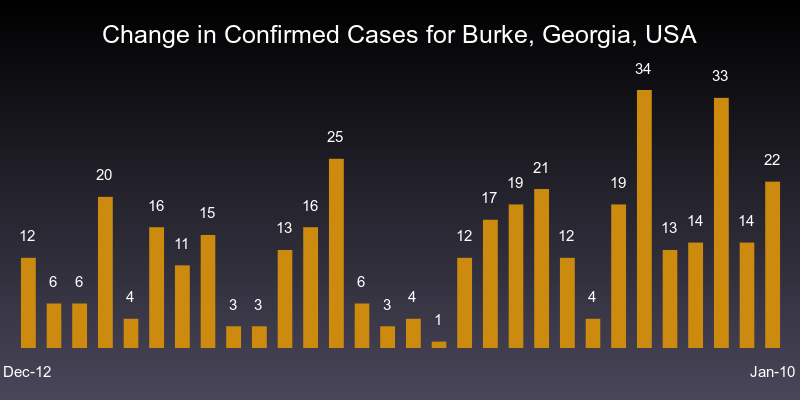 Change in Confirmed Cases for Burke, Georgia, USA
12 6 6 20 4 16 11 15 3 3 13 16 25 6 3 4 1 12 17 19 21 12 4 19 34 13 14 33 14 22
Dec-12 Jan-10